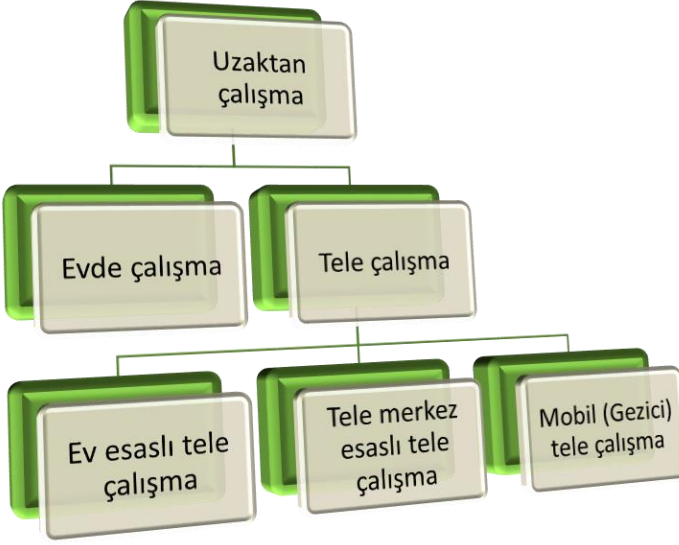 Uzaktan
çalışma
Evde çalışma
Tele çalışma
Ev esaslı tele
çalışma
Tele merkez
esaslı tele
çalışma
Mobil (Gezici)
tele çalışma